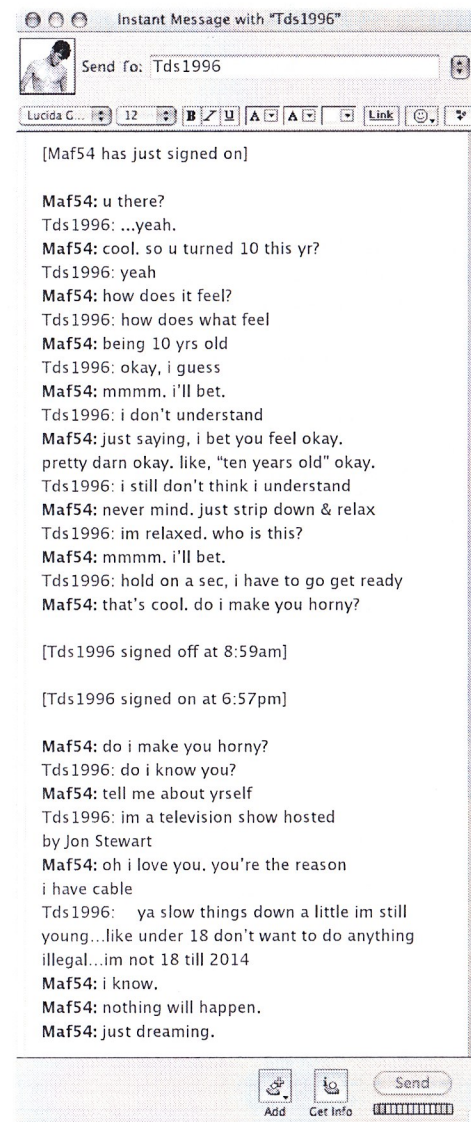 Instant Message with "Tds1996"
Send To: Tds1996
Lucida G... 12 B I U A A Link
[Maf54 has just signed on]
Maf54: u there?
Tds1996: ...yeah.
Maf54: cool. so u turned 10 this yr?
Tds1996: yeah
Maf54: how does it feel?
Tds1996: how does what feel
Maf54: being 10 yrs old
Tds1996: okay, i guess
Maf54: mmmm. i'll bet.
Tds1996: i don't understand
Maf54: just saying, i bet you feel okay.
pretty darn okay. like, "ten years old" okay.
Tds1996: i still don't think i understand
Maf54: never mind. just strip down & relax
Tds1996: im relaxed. who is this?
Maf54: mmmm. i'll bet.
Tds1996: hold on a sec, i have to go get ready
Maf54: that's cool. do i make you horny?
[Tds1996 signed off at 8:59am]
[Tds1996 signed on at 6:57pm]
Maf54: do i make you horny?
Tds1996: do i know you?
Maf54: tell me about yrself
Tds1996: im a television show hosted
by Jon Stewart
Maf54: oh i love you. you're the reason
i have cable
Tds1996: ya slow things down a little im still
young...like under 18 don't want to do anything
illegal...im not 18 till 2014
Maf54: i know.
Maf54: nothing will happen.
Maf54: just dreaming.
Add Get Info Send